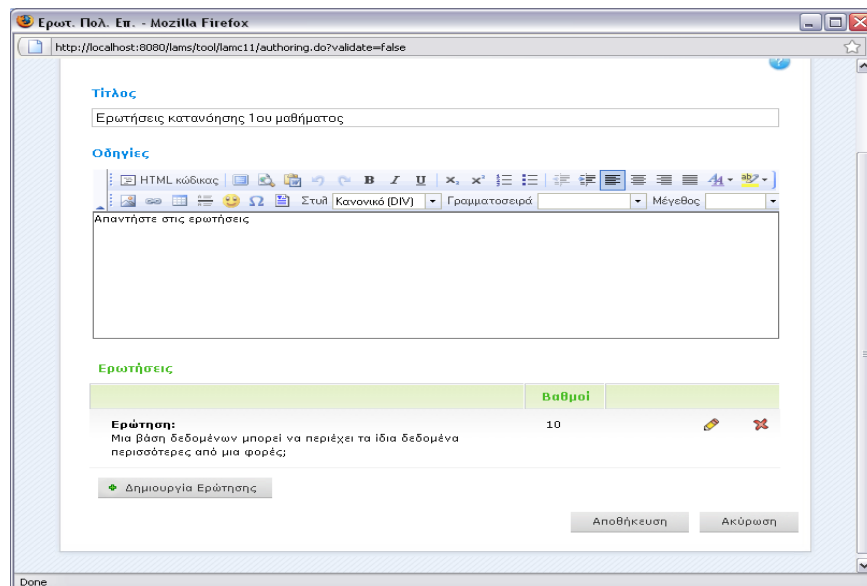 Ερωτ. Πολ. Επ. - Mozilla Firefox
http://localhost:8080/lams/tool/lamc11/authoring.do?validate=false
?
Τίτλος
Ερωτήσεις κατανόησης 1ου μαθήματος
Οδηγίες
HTML κώδικας B I U x₂ x²
Στυλ Κανονικό (DIV) Γραμματοσειρά Μέγεθος
Απαντήστε στις ερωτήσεις
Ερωτήσεις
Βαθμοί
Ερώτηση: 10
Μια βάση δεδομένων μπορεί να περιέχει τα ίδια δεδομένα
περισσότερες από μια φορές;
Δημιουργία Ερώτησης
Αποθήκευση Ακύρωση
Done